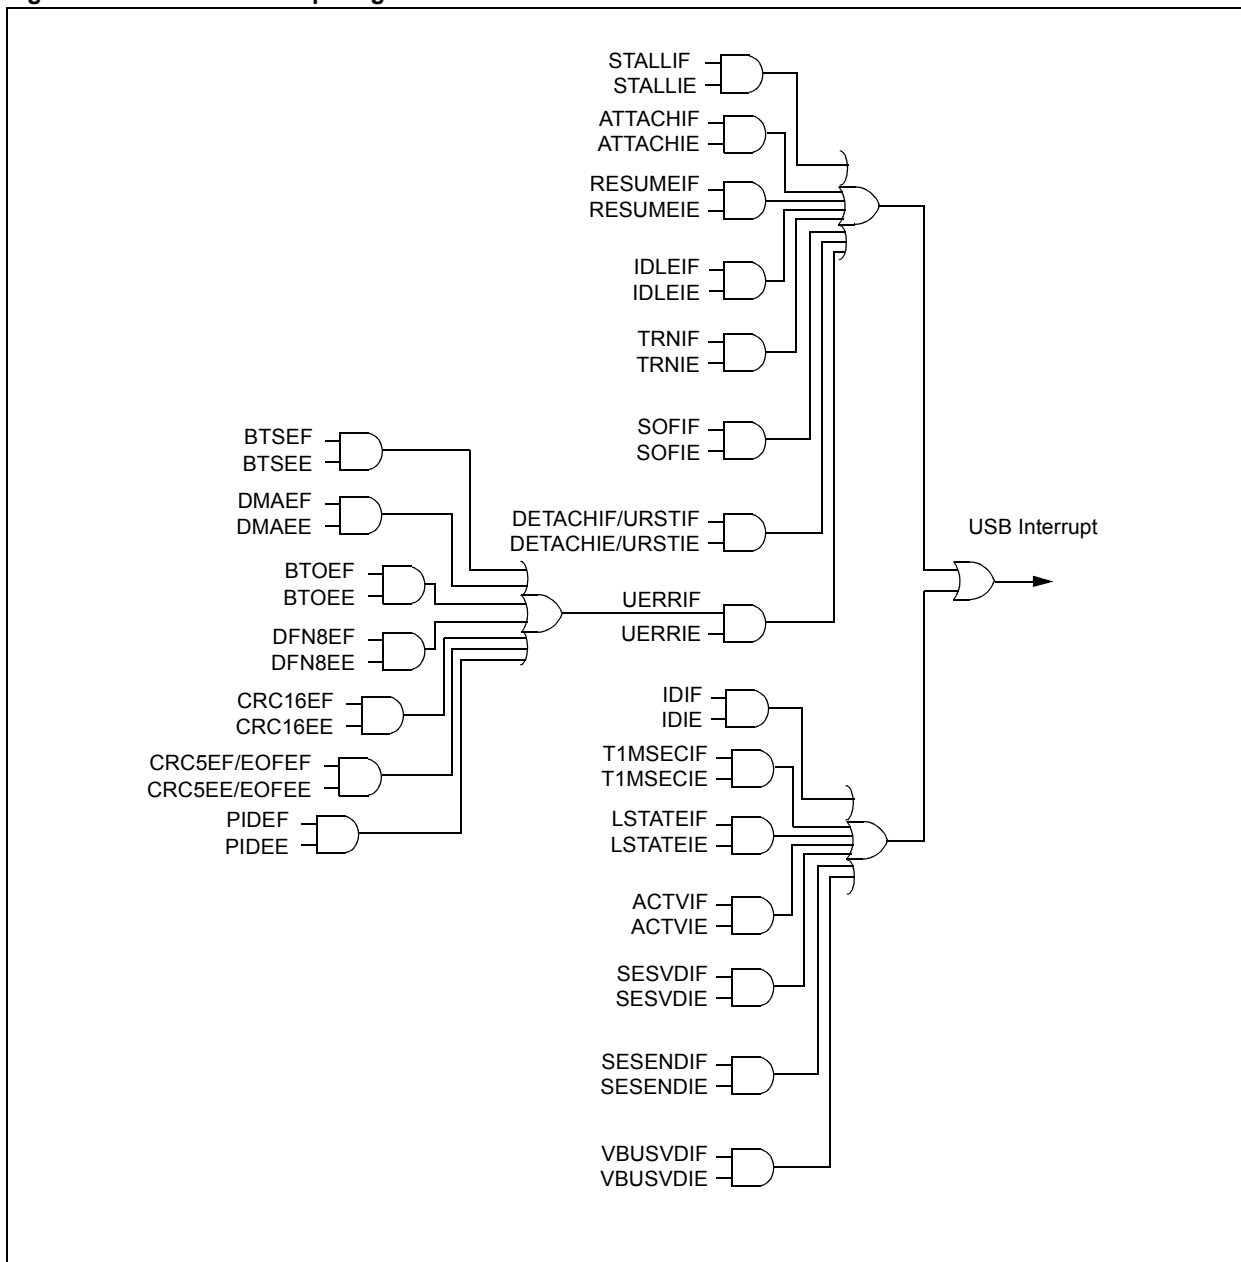 STALLIF
STALLIE
ATTACHIF
ATTACHIE
RESUMEIF
RESUMEIE
IDLEIF
IDLEIE
TRNIF
TRNIE
SOFIF
SOFIE
BTSEF
BTSEE
DMAEF
DMAEE
DETACHIF/URSTIF
DETACHIE/URSTIE
USB Interrupt
BTOEF
BTOEE
UERRIF
UERRIE
DFN8EF
DFN8EE
CRC16EF
CRC16EE
CRC5EF/EOFEF
CRC5EE/EOFEE
PIDEF
PIDEE
IDIF
IDIE
T1MSECIF
T1MSECIE
LSTATEIF
LSTATEIE
ACTVIF
ACTVIE
SESVDIF
SESVDIE
SESENDIF
SESENDIE
VBUSVDIF
VBUSVDIE